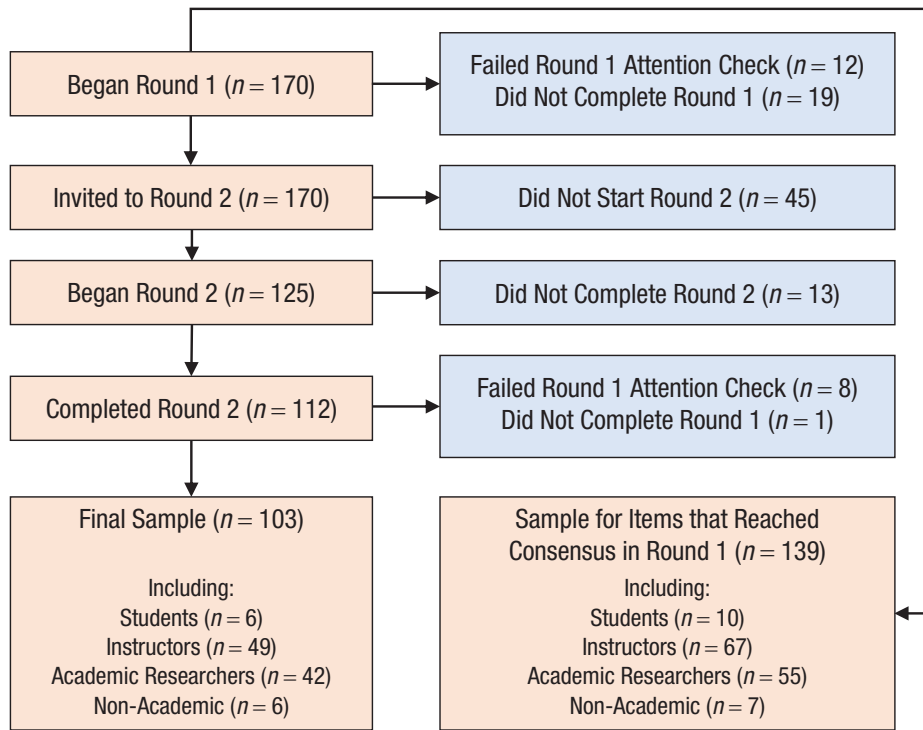 Began Round 1 (n = 170)
Failed Round 1 Attention Check (n = 12)
Did Not Complete Round 1 (n = 19)
Invited to Round 2 (n = 170)
Did Not Start Round 2 (n = 45)
Began Round 2 (n = 125)
Did Not Complete Round 2 (n = 13)
Completed Round 2 (n = 112)
Failed Round 1 Attention Check (n = 8)
Did Not Complete Round 1 (n = 1)
Final Sample (n = 103)
Including:
Students (n = 6)
Instructors (n = 49)
Academic Researchers (n = 42)
Non-Academic (n = 6)
Sample for Items that Reached
Consensus in Round 1 (n = 139)
Including:
Students (n = 10)
Instructors (n = 67)
Academic Researchers (n = 55)
Non-Academic (n = 7)